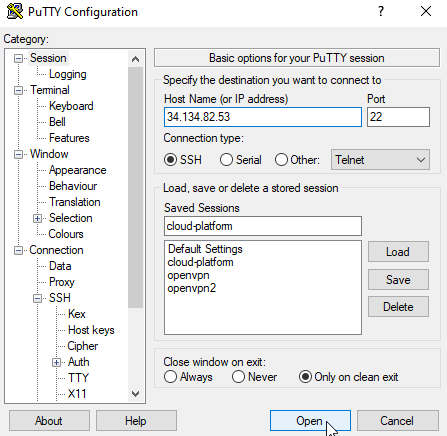 PuTTY Configuration
?
Category:
Session
Logging
Terminal
Keyboard
Bell
Features
Window
Appearance
Behaviour
Translation
Selection
Colours
Connection
Data
Proxy
SSH
Kex
Host keys
Cipher
Auth
TTY
X11
Basic options for your PuTTY session
Specify the destination you want to connect to
Host Name (or IP address) Port
34.134.82.53 22
Connection type:
SSH Serial Other: Telnet
Load, save or delete a stored session
Saved Sessions
cloud-platform
Default Settings
cloud-platform
openvpn
openvpn2
Load
Save
Delete
Close window on exit:
Always Never Only on clean exit
About Help Open Cancel